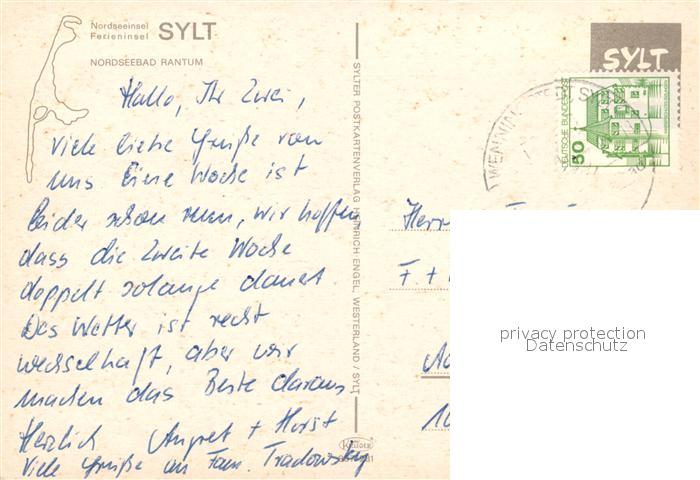 Nordseeinsel
Ferieninsel SYLT
NORDSEEBAD RANTUM
Hallo, Ihr Zwei,
viele liebe Grüße von
uns. Eine Woche ist
leider schon rum, wir hoffen
dass die zweite Woche
doppelt solange dauert.
Das Wetter ist recht
wechselhaft, aber wir
machen das Beste daraus.
Herzlich Angret + Horst
Viele Grüße an Fam. Tradowsky
SYLTER POSTKARTENVERLAG HEINRICH ENGEL, WESTERLAND / SYLT
KRÜGER
SYLT
DEUTSCHE BUNDESPOST
50
Herrn
F. +
privacy protection
Datenschutz